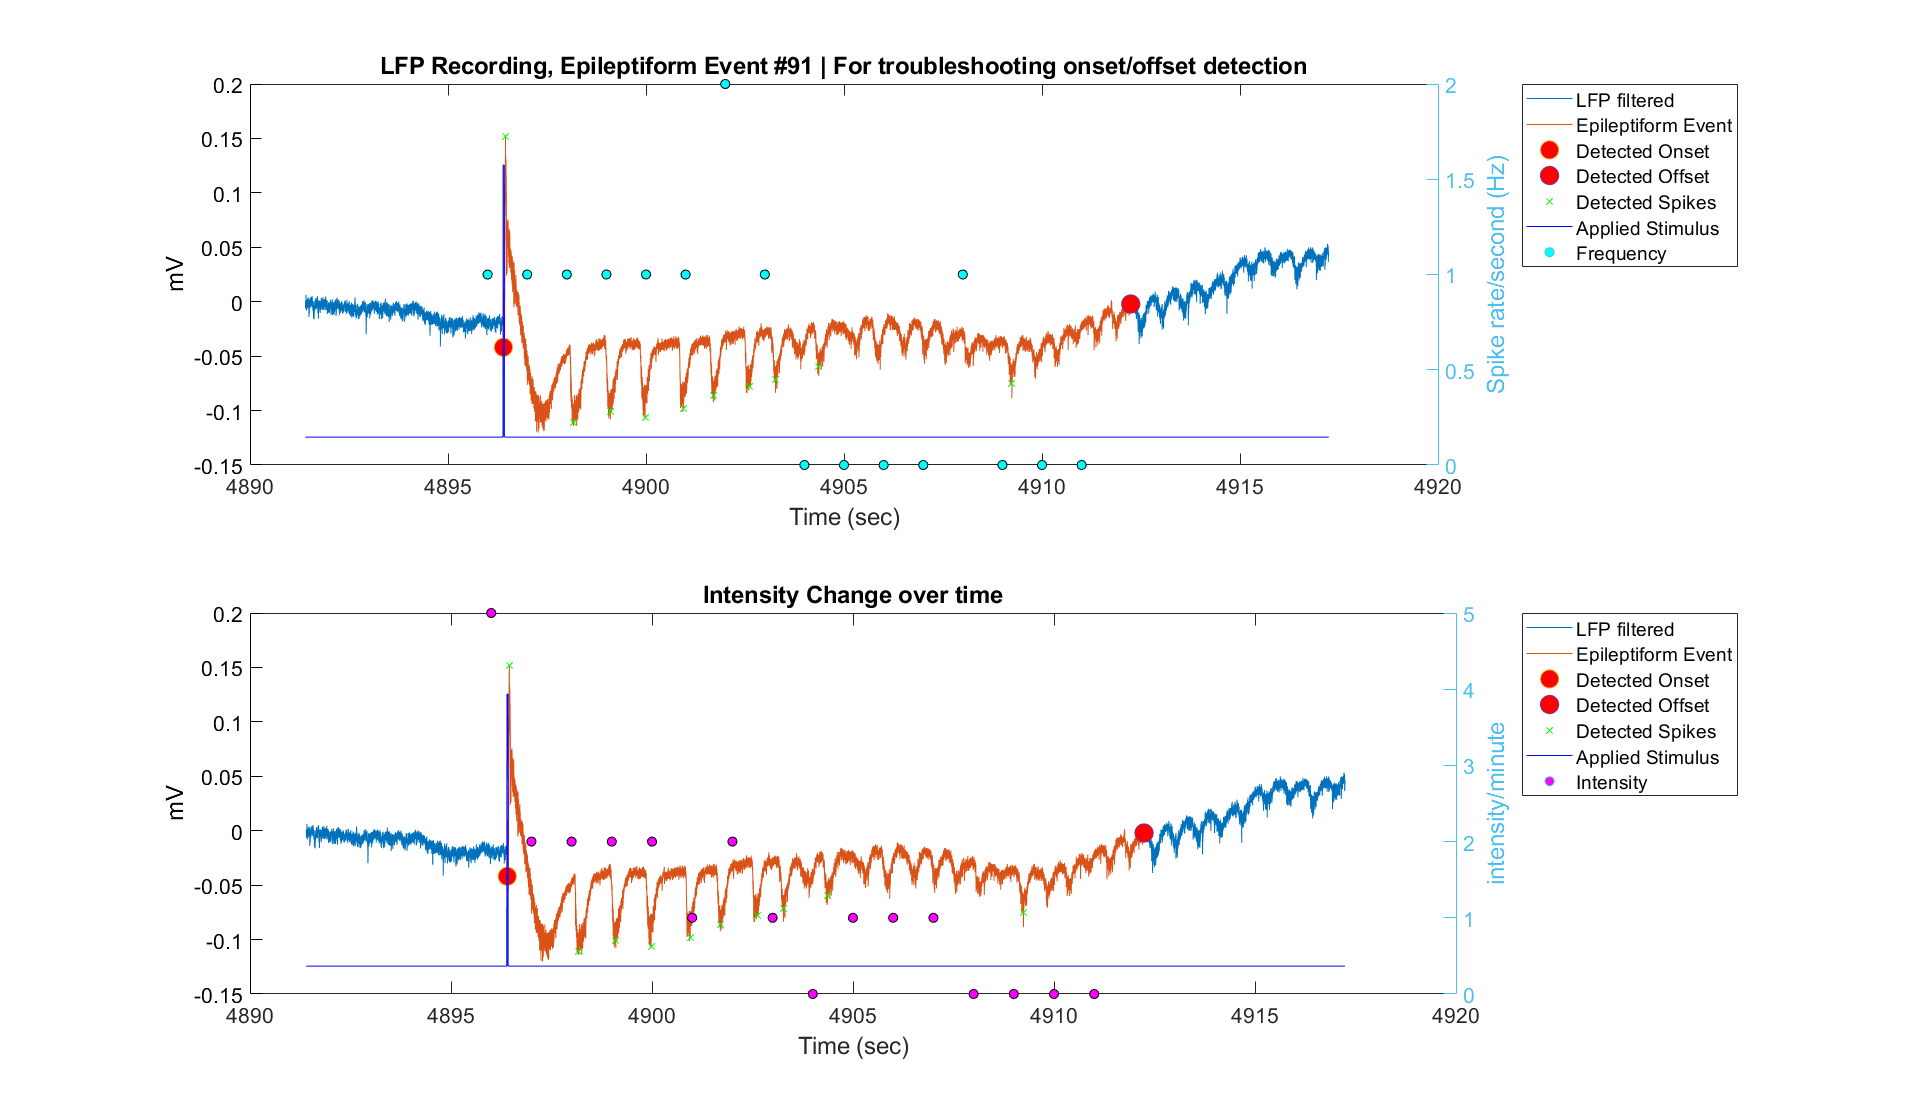 LFP Recording, Epileptiform Event #91 | For troubleshooting onset/offset detection
0.2
0.15
0.1
0.05
0
-0.05
-0.1
-0.15
mV
4890 4895 4900 4905 4910 4915 4920
Time (sec)
2
1.5
1
0.5
0
Spike rate/second (Hz)
LFP filtered
Epileptiform Event
Detected Onset
Detected Offset
Detected Spikes
Applied Stimulus
Frequency
Intensity Change over time
0.2
0.15
0.1
0.05
0
-0.05
-0.1
-0.15
mV
4890 4895 4900 4905 4910 4915 4920
Time (sec)
5
4
3
2
1
0
intensity/minute
LFP filtered
Epileptiform Event
Detected Onset
Detected Offset
Detected Spikes
Applied Stimulus
Intensity